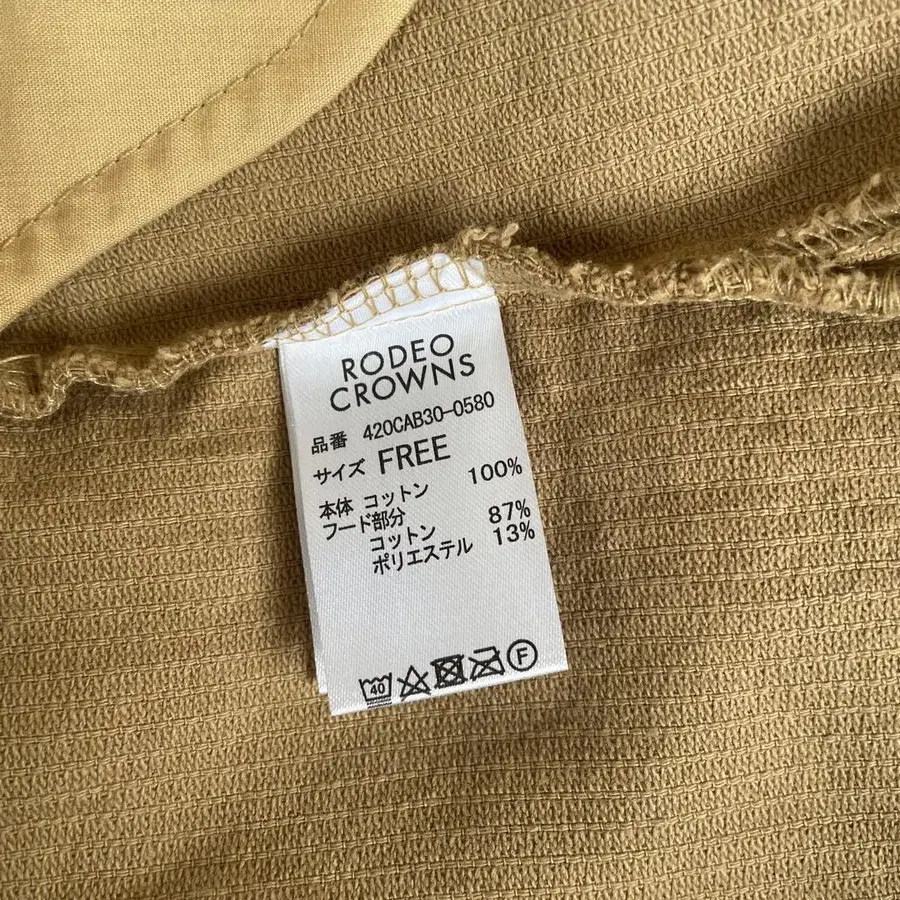 RODEO
CROWNS
品番 420CAB30-0580
サイズ FREE
本体 コットン 100%
フード部分
コットン 87%
ポリエステル 13%
40 F